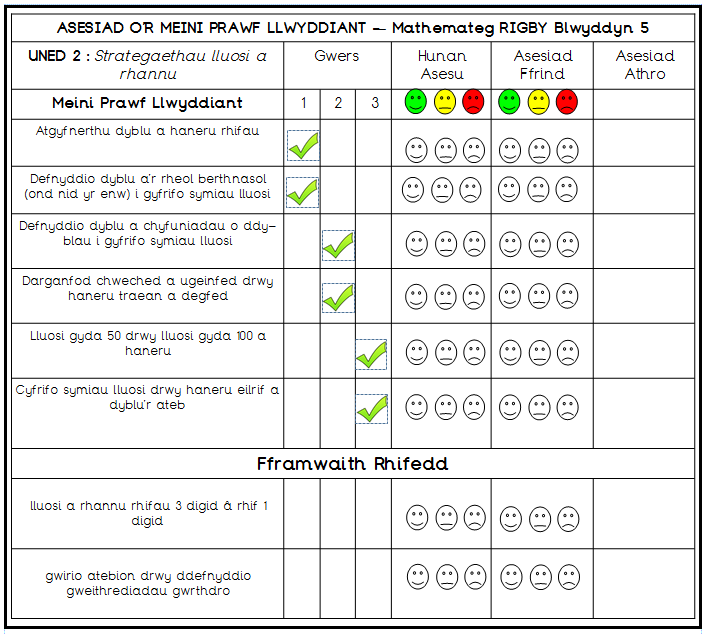 ASESIAD O'R MEINI PRAWF LLWYDDIANT — Mathemateg RIGBY Blwyddyn 5
UNED 2 : Strategaethau lluosi a
rhannu
Gwers
Hunan
Asesu
Asesiad
Ffrind
Asesiad
Athro
Meini Prawf Llwyddiant
1 2 3
Atgyfnerthu dyblu a haneru rhifau
Defnyddio dyblu a'r rheol berthnasol
(ond nid yr enw) i gyfrifo symiau lluosi
Defnyddio dyblu a chyfuniadau o ddy-
blau i gyfrifo symiau lluosi
Darganfod chweched a ugeinfed drwy
haneru traean a degfed
Lluosi gyda 50 drwy lluosi gyda 100 a
haneru
Cyfrifo symiau lluosi drwy haneru eilrif a
dyblu'r ateb
Fframwaith Rhifedd
lluosi a rhannu rhifau 3 digid â rhif 1
digid
gwirio atebion drwy ddefnyddio
gweithrediadau gwrthdro